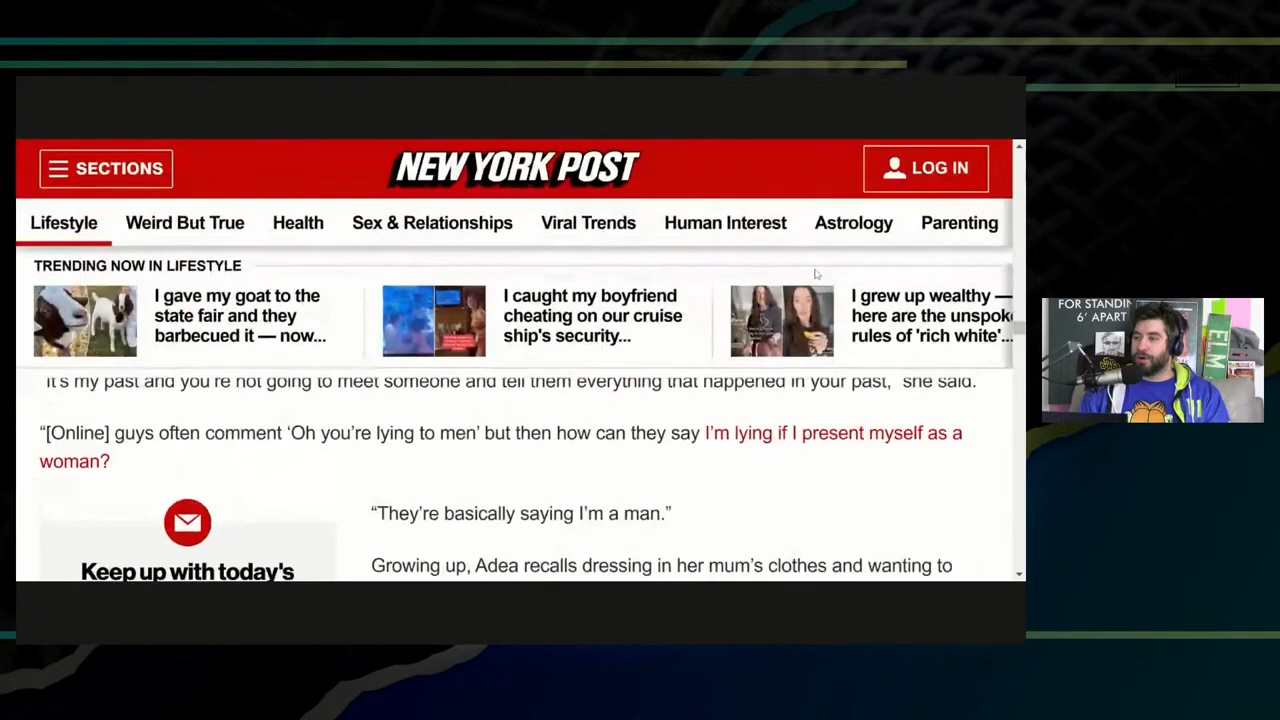 SECTIONS
NEW YORK POST
LOG IN
Lifestyle
Weird But True
Health
Sex & Relationships
Viral Trends
Human Interest
Astrology
Parenting
TRENDING NOW IN LIFESTYLE
I gave my goat to the
state fair and they
barbecued it — now...
I caught my boyfriend
cheating on our cruise
ship's security...
I grew up wealthy —
here are the unspok
rules of 'rich white'...
"It's my past and you're not going to meet someone and tell them everything that happened in your past," she said.
“[Online] guys often comment ‘Oh you’re lying to men’ but then how can they say I’m lying if I present myself as a
woman?
“They’re basically saying I’m a man.”
Growing up, Adea recalls dressing in her mum’s clothes and wanting to
Keep up with today's
FOR STANDIN
6' APART
ELM